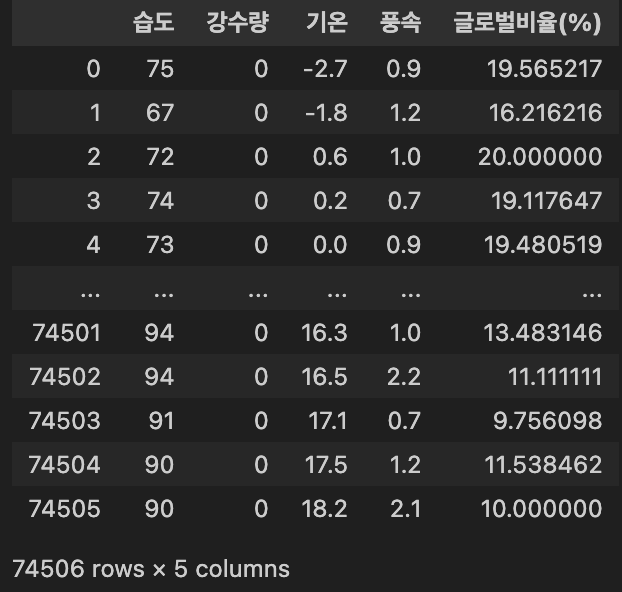 습도 강수량 기온 풍속 글로벌비율(%)
0 75 0 -2.7 0.9 19.565217
1 67 0 -1.8 1.2 16.216216
2 72 0 0.6 1.0 20.000000
3 74 0 0.2 0.7 19.117647
4 73 0 0.0 0.9 19.480519
... ... ... ... ... ...
74501 94 0 16.3 1.0 13.483146
74502 94 0 16.5 2.2 11.111111
74503 91 0 17.1 0.7 9.756098
74504 90 0 17.5 1.2 11.538462
74505 90 0 18.2 2.1 10.000000
74506 rows × 5 columns